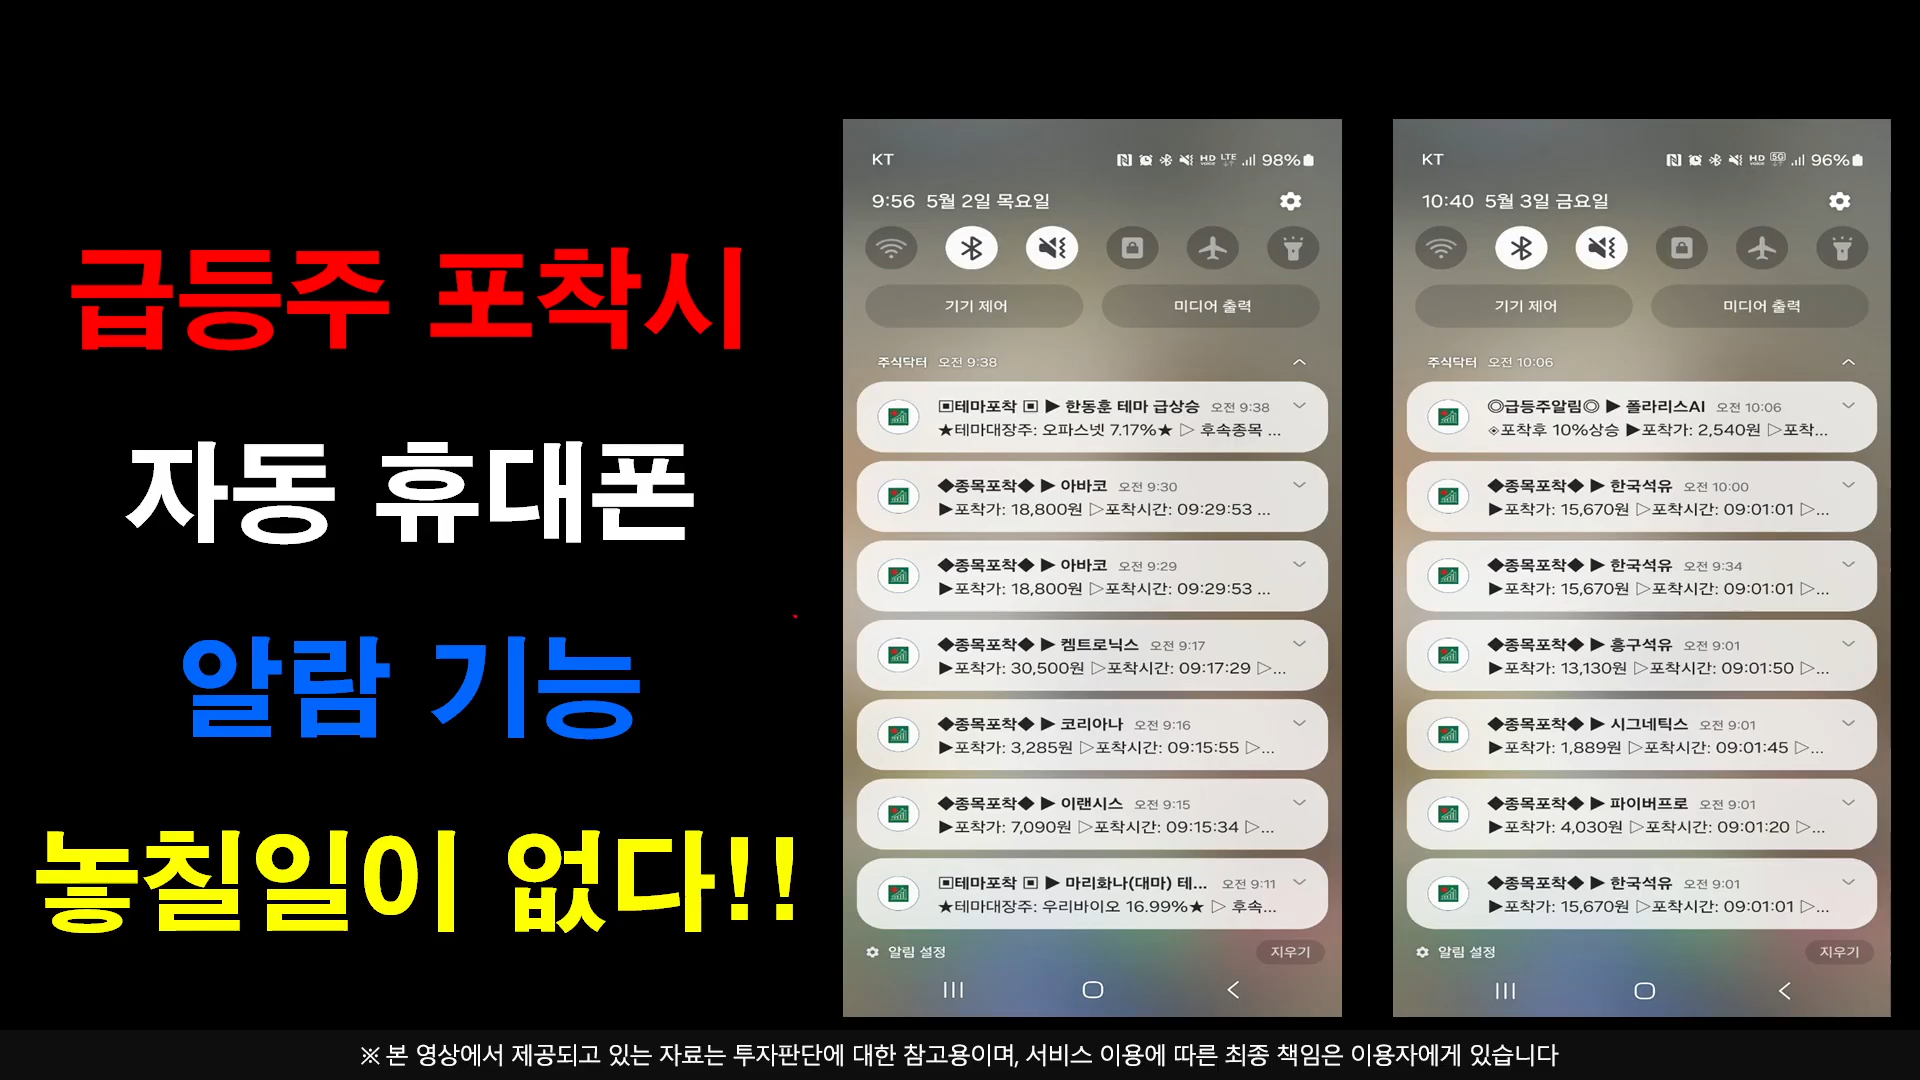 급등주 포착시
자동 휴대폰
알람 기능
놓칠일이 없다!!
KT
HD VOICE LTE 98%
9:56 5월 2일 목요일
기기 제어
미디어 출력
주식닥터 오전 9:38
▣테마포착 ▣ ▶ 한동훈 테마 급상승 오전 9:38
★테마대장주: 오파스넷 7.17%★ ▷ 후속종목 ...
◆종목포착◆ ▶ 아바코 오전 9:30
▶포착가: 18,800원 ▷포착시간: 09:29:53 ...
◆종목포착◆ ▶ 아바코 오전 9:29
▶포착가: 18,800원 ▷포착시간: 09:29:53 ...
◆종목포착◆ ▶ 켐트로닉스 오전 9:17
▶포착가: 30,500원 ▷포착시간: 09:17:29 ▷...
◆종목포착◆ ▶ 코리아나 오전 9:16
▶포착가: 3,285원 ▷포착시간: 09:15:55 ▷...
◆종목포착◆ ▶ 이랜시스 오전 9:15
▶포착가: 7,090원 ▷포착시간: 09:15:34 ▷...
▣테마포착 ▣ ▶ 마리화나(대마) 테... 오전 9:11
★테마대장주: 우리바이오 16.99%★ ▷ 후속...
알림 설정
지우기
KT
HD VOICE 5G 96%
10:40 5월 3일 금요일
기기 제어
미디어 출력
주식닥터 오전 10:06
◎급등주알림◎ ▶ 폴라리스AI 오전 10:06
◈포착후 10%상승 ▶포착가: 2,540원 ▷포착...
◆종목포착◆ ▶ 한국석유 오전 10:00
▶포착가: 15,670원 ▷포착시간: 09:01:01 ▷...
◆종목포착◆ ▶ 한국석유 오전 9:34
▶포착가: 15,670원 ▷포착시간: 09:01:01 ▷...
◆종목포착◆ ▶ 흥구석유 오전 9:01
▶포착가: 13,130원 ▷포착시간: 09:01:50 ▷...
◆종목포착◆ ▶ 시그네틱스 오전 9:01
▶포착가: 1,889원 ▷포착시간: 09:01:45 ▷...
◆종목포착◆ ▶ 파이버프로 오전 9:01
▶포착가: 4,030원 ▷포착시간: 09:01:20 ▷...
◆종목포착◆ ▶ 한국석유 오전 9:01
▶포착가: 15,670원 ▷포착시간: 09:01:01 ▷...
알림 설정
지우기
※ 본 영상에서 제공되고 있는 자료는 투자판단에 대한 참고용이며, 서비스 이용에 따른 최종 책임은 이용자에게 있습니다